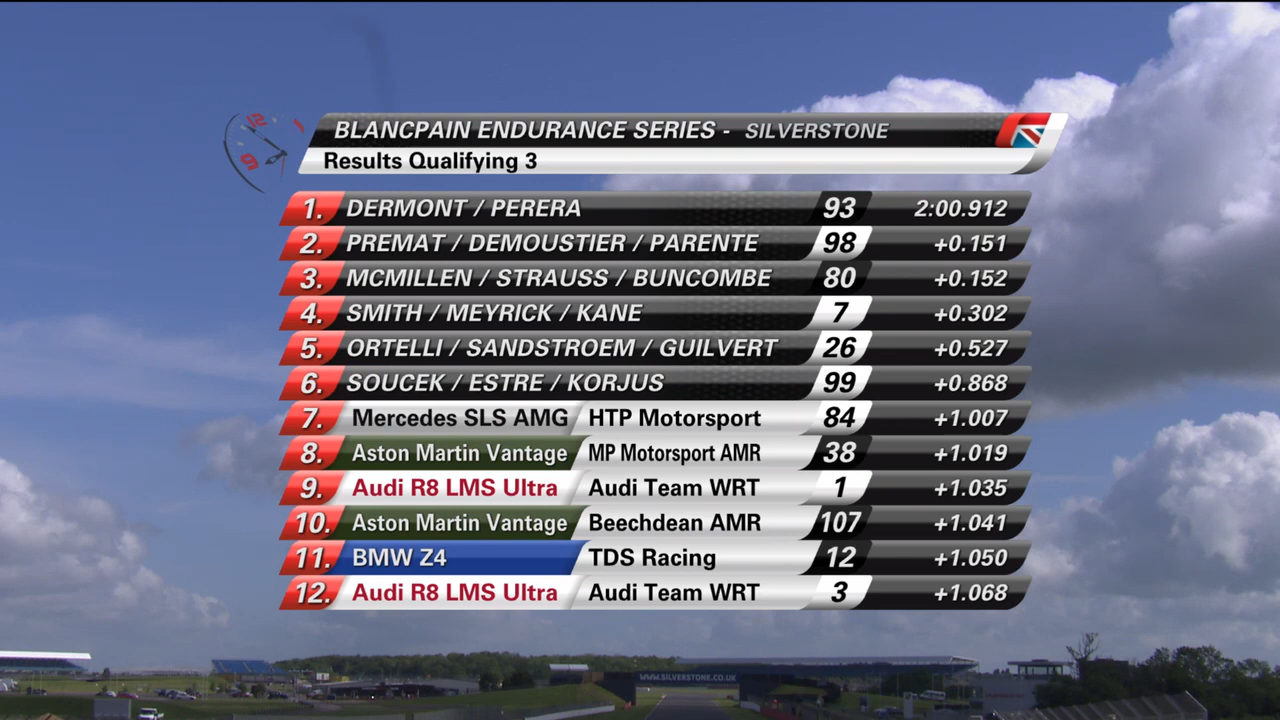 BLANCPAIN ENDURANCE SERIES - SILVERSTONE
Results Qualifying 3
1. DERMONT / PERERA 93 2:00.912
2. PREMAT / DEMOUSTIER / PARENTE 98 +0.151
3. MCMILLEN / STRAUSS / BUNCOMBE 80 +0.152
4. SMITH / MEYRICK / KANE 7 +0.302
5. ORTELLI / SANDSTROEM / GUILVERT 26 +0.527
6. SOUCEK / ESTRE / KORJUS 99 +0.868
7. Mercedes SLS AMG HTP Motorsport 84 +1.007
8. Aston Martin Vantage MP Motorsport AMR 38 +1.019
9. Audi R8 LMS Ultra Audi Team WRT 1 +1.035
10. Aston Martin Vantage Beechdean AMR 107 +1.041
11. BMW Z4 TDS Racing 12 +1.050
12. Audi R8 LMS Ultra Audi Team WRT 3 +1.068
12
6
WWW.SILVERSTONE.CO.UK